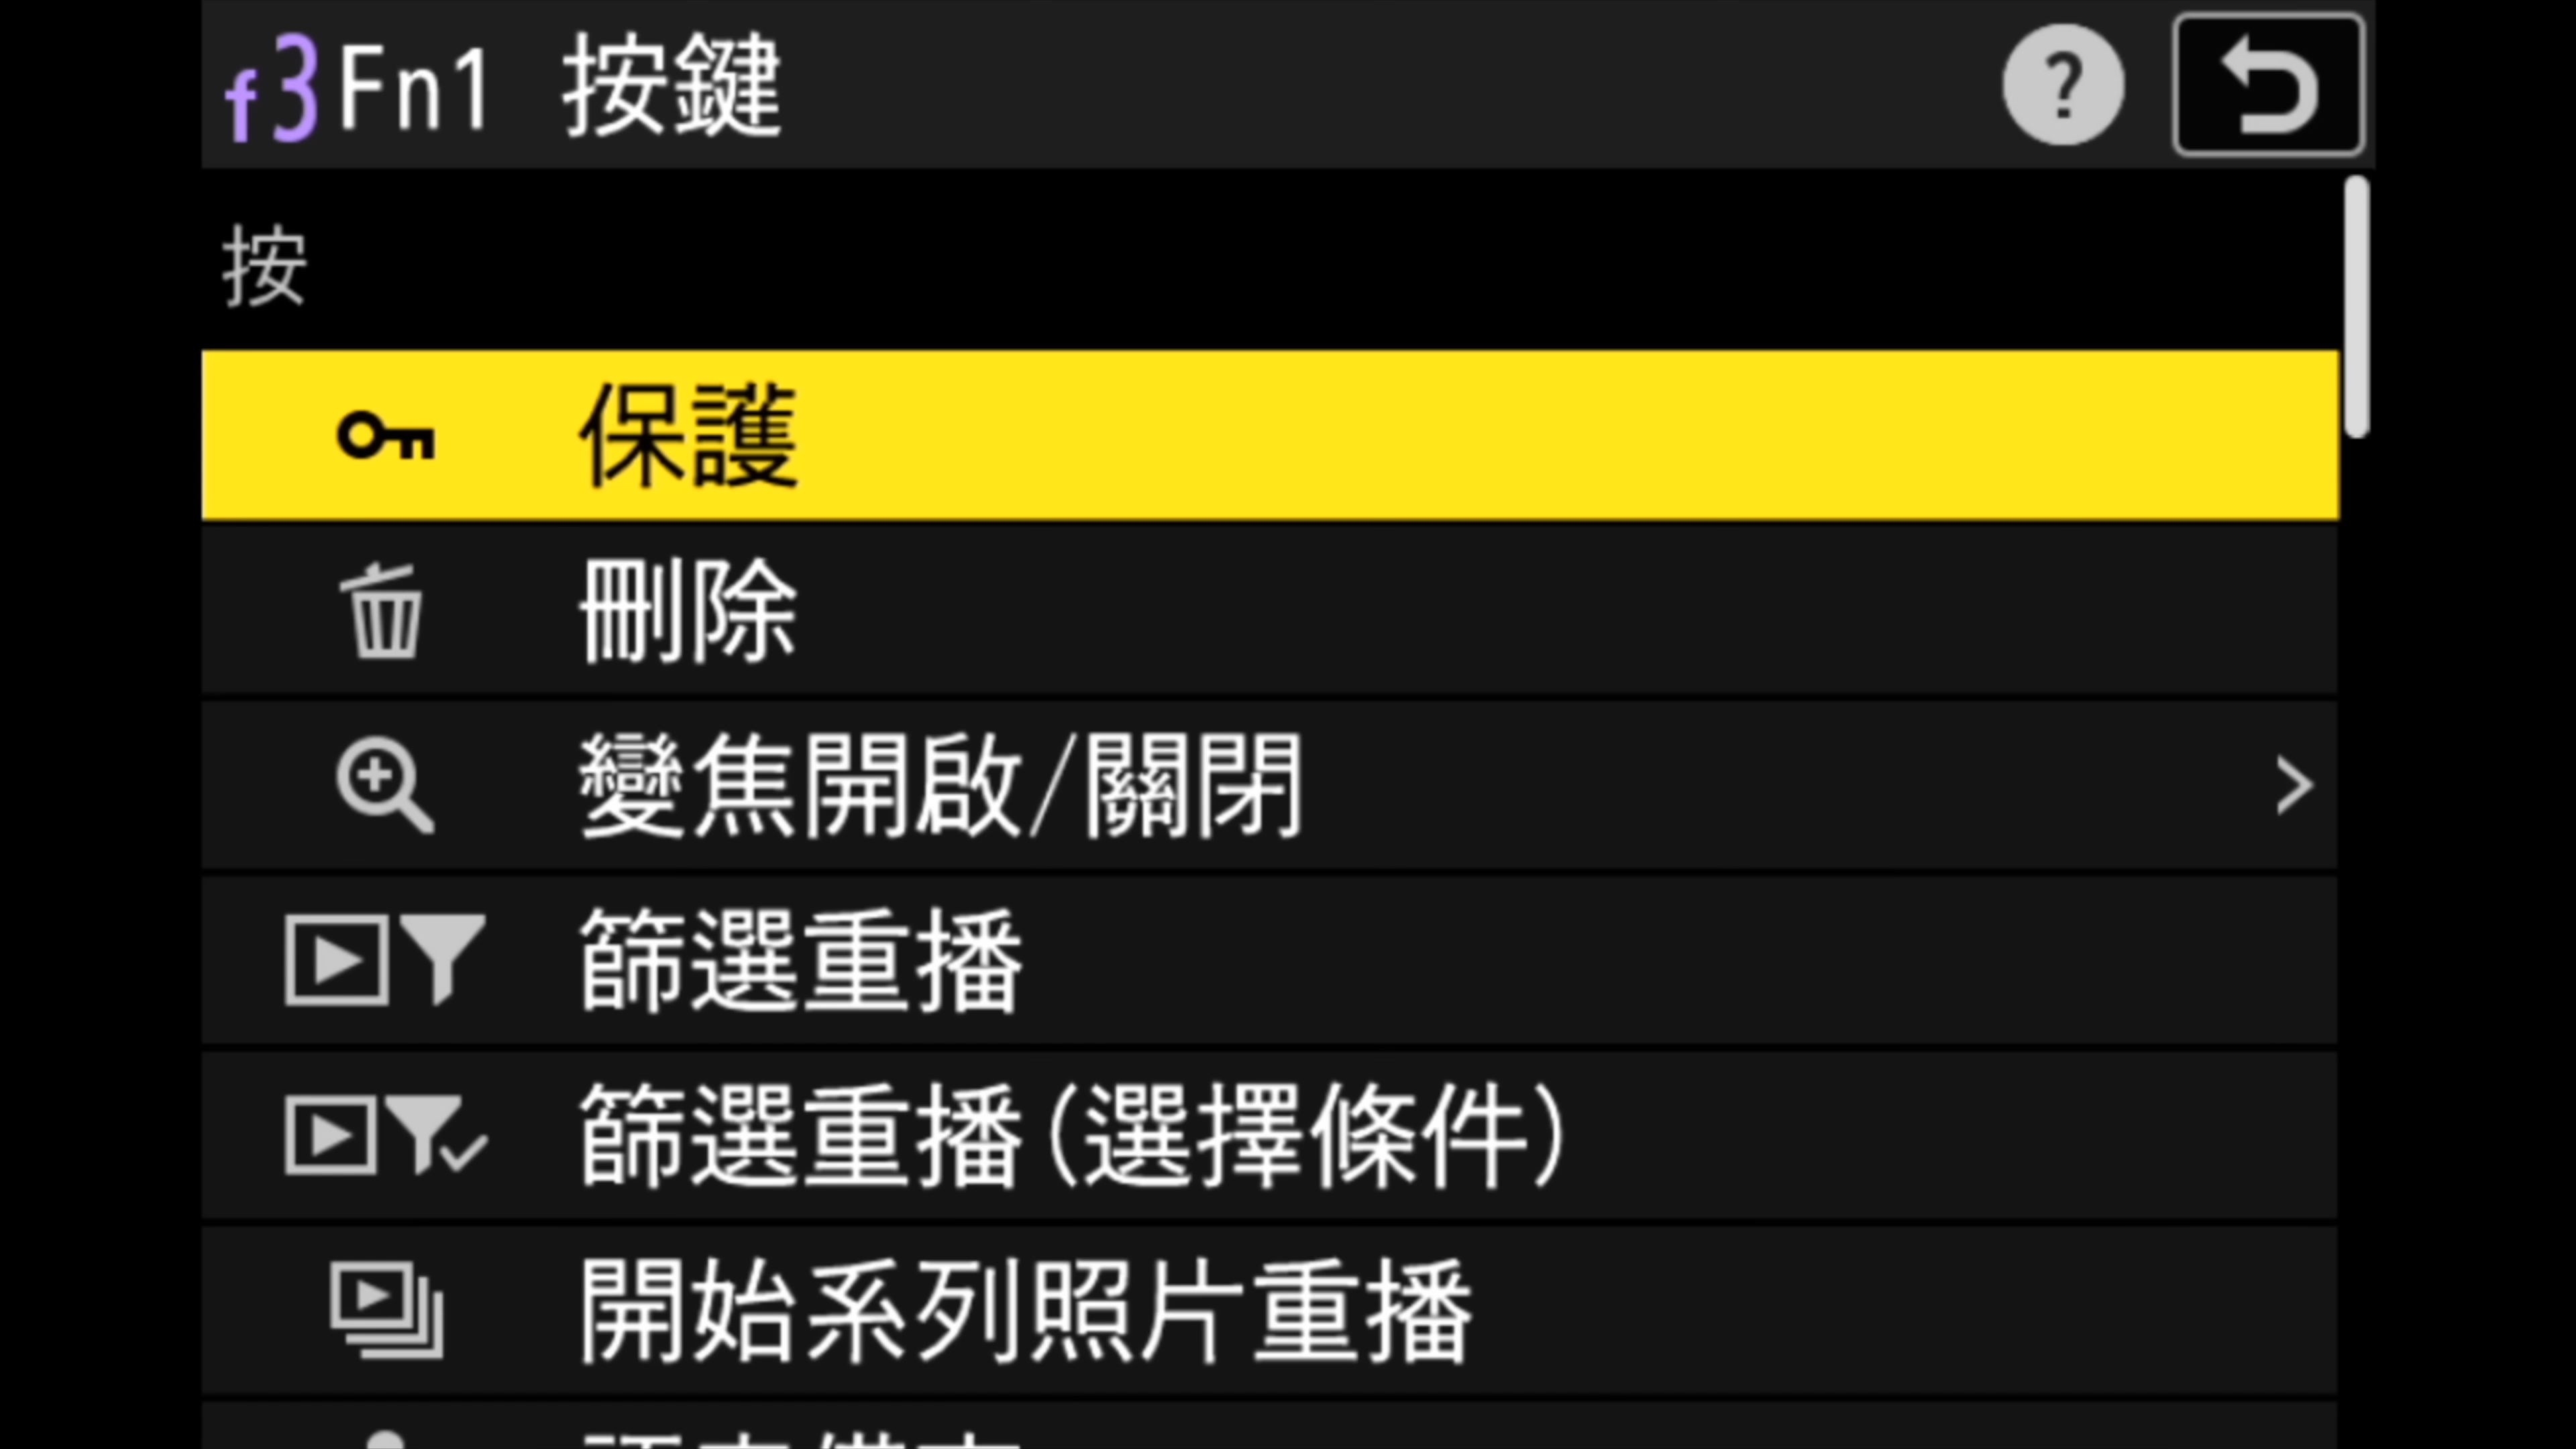 f3 Fn1 按鍵
按
保護
刪除
變焦開啟/關閉
篩選重播
篩選重播(選擇條件)
開始系列照片重播